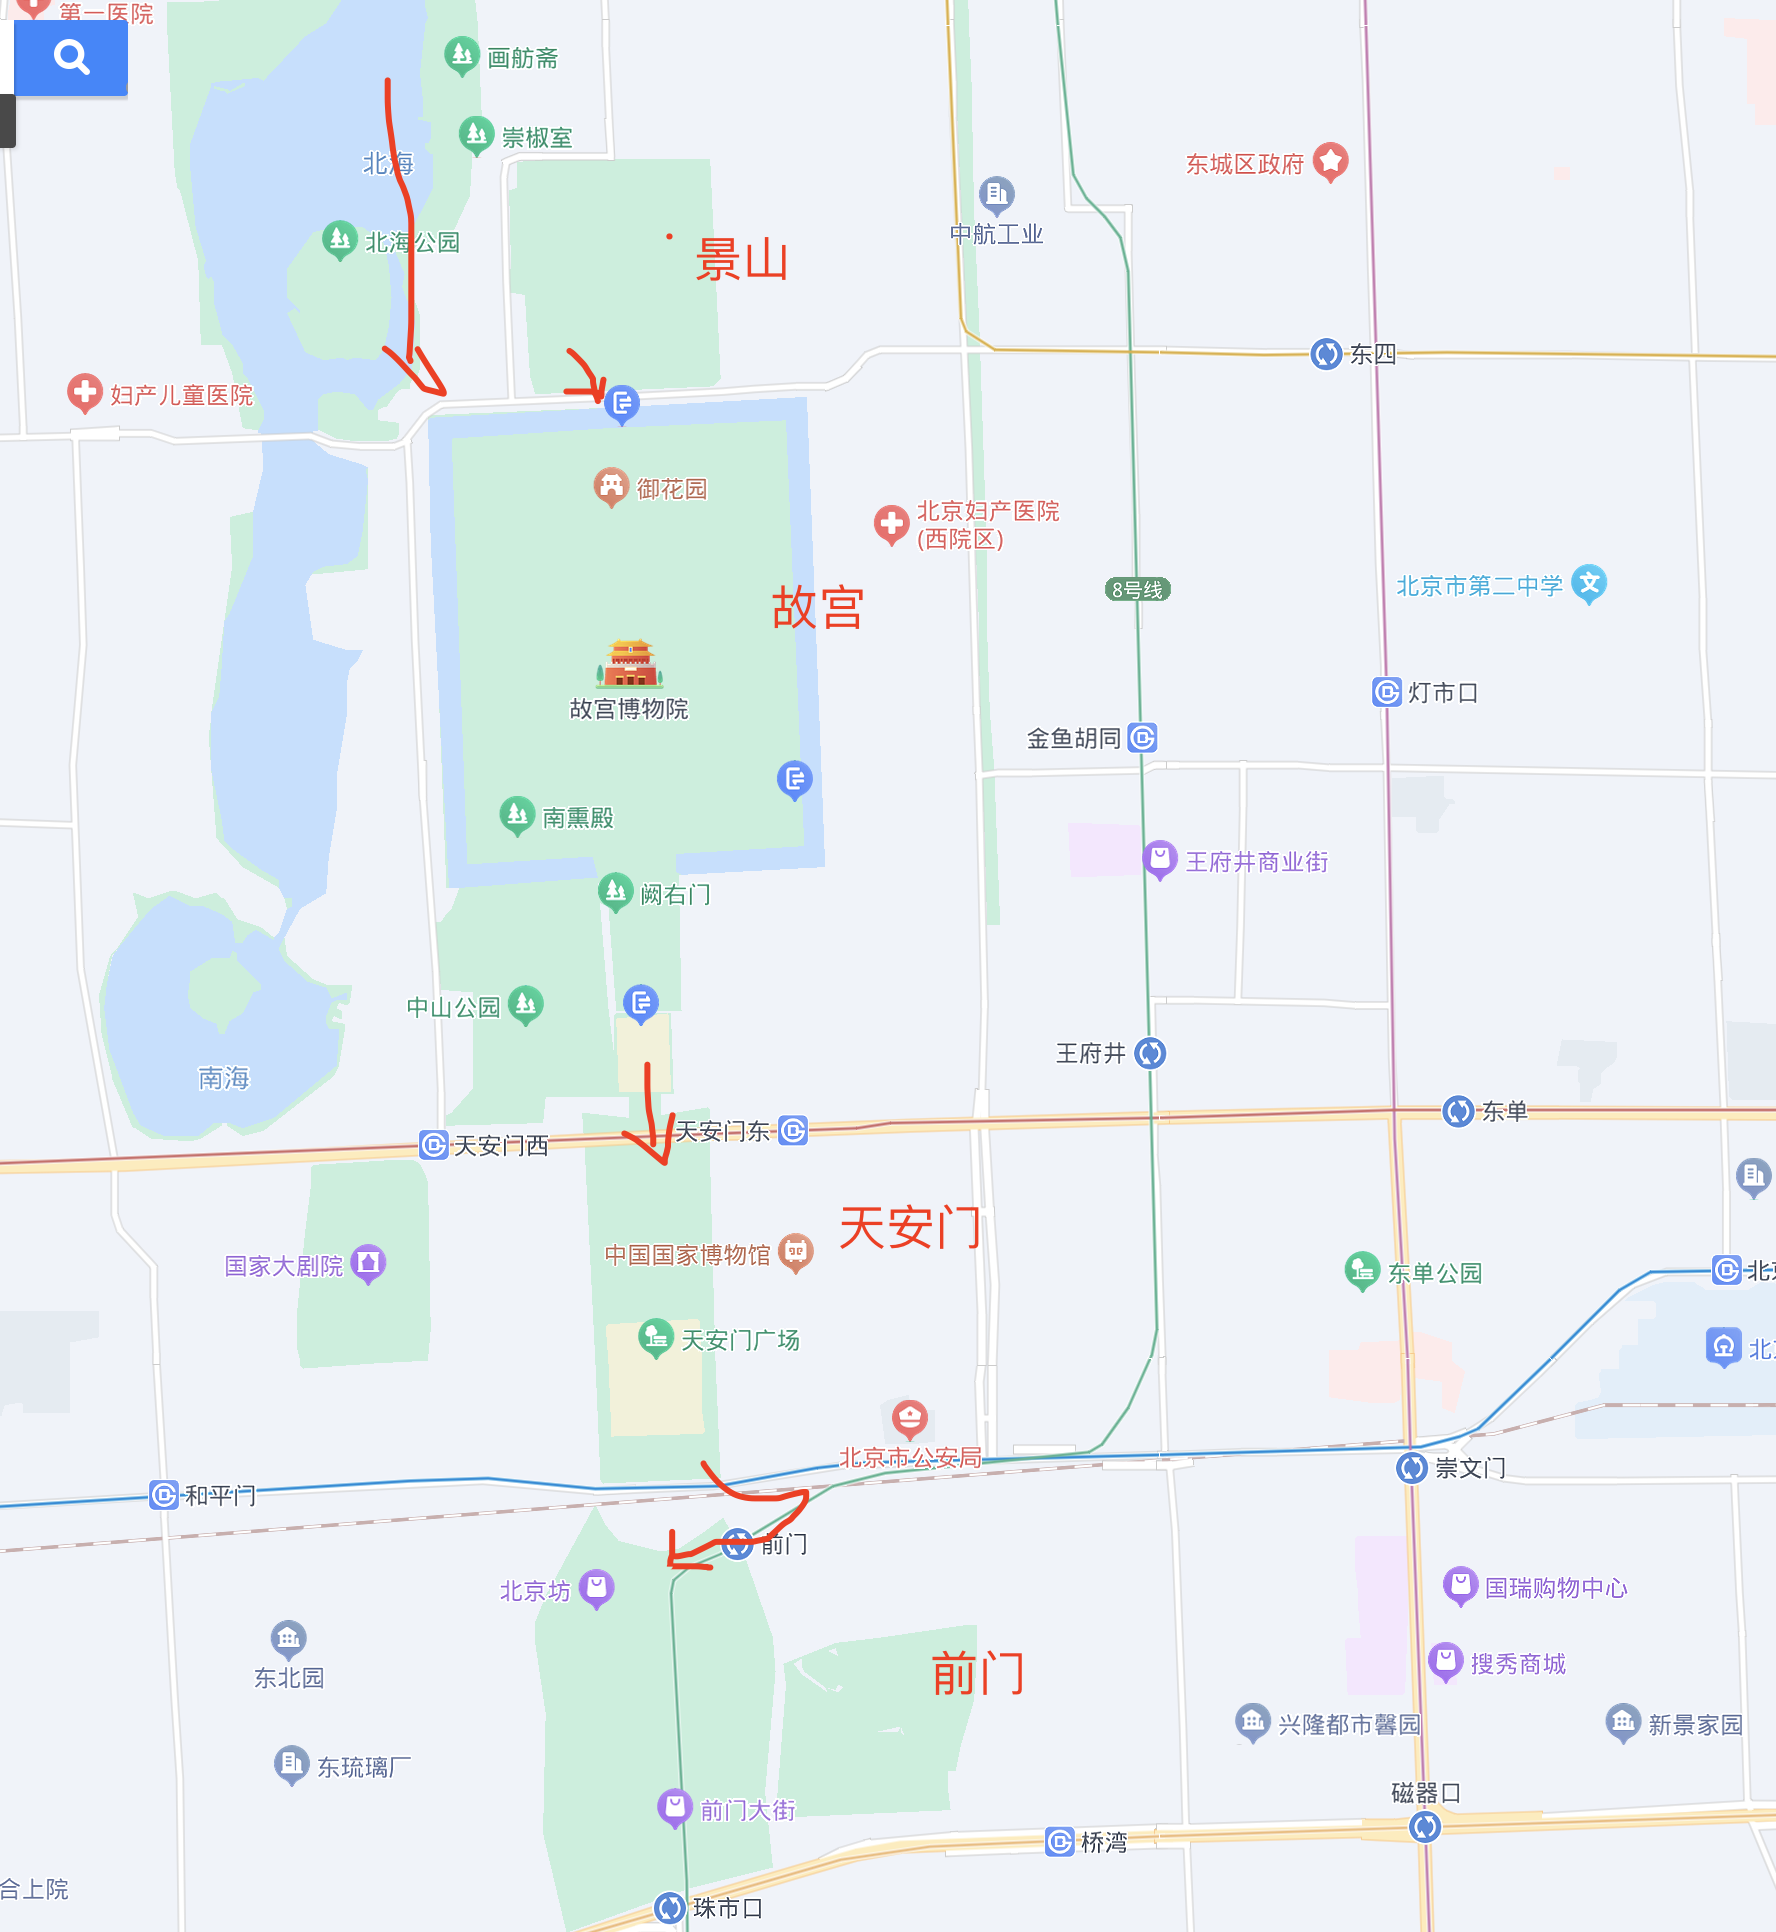 第一医院
画舫斋
崇椒室
北海
东城区政府
中航工业
北海公园
景山
东四
妇产儿童医院
御花园
北京妇产医院
(西院区)
8号线
北京市第二中学
故宫
故宫博物院
灯市口
金鱼胡同
南熏殿
王府井商业街
阙右门
中山公园
王府井
南海
东单
天安门东
天安门西
天安门
中国国家博物馆
国家大剧院
东单公园
北京
天安门广场
北京
北京市公安局
崇文门
和平门
前门
北京坊
国瑞购物中心
前门
搜秀商城
东北园
兴隆都市馨园
新景家园
东琉璃厂
磁器口
前门大街
桥湾
合上院
珠市口